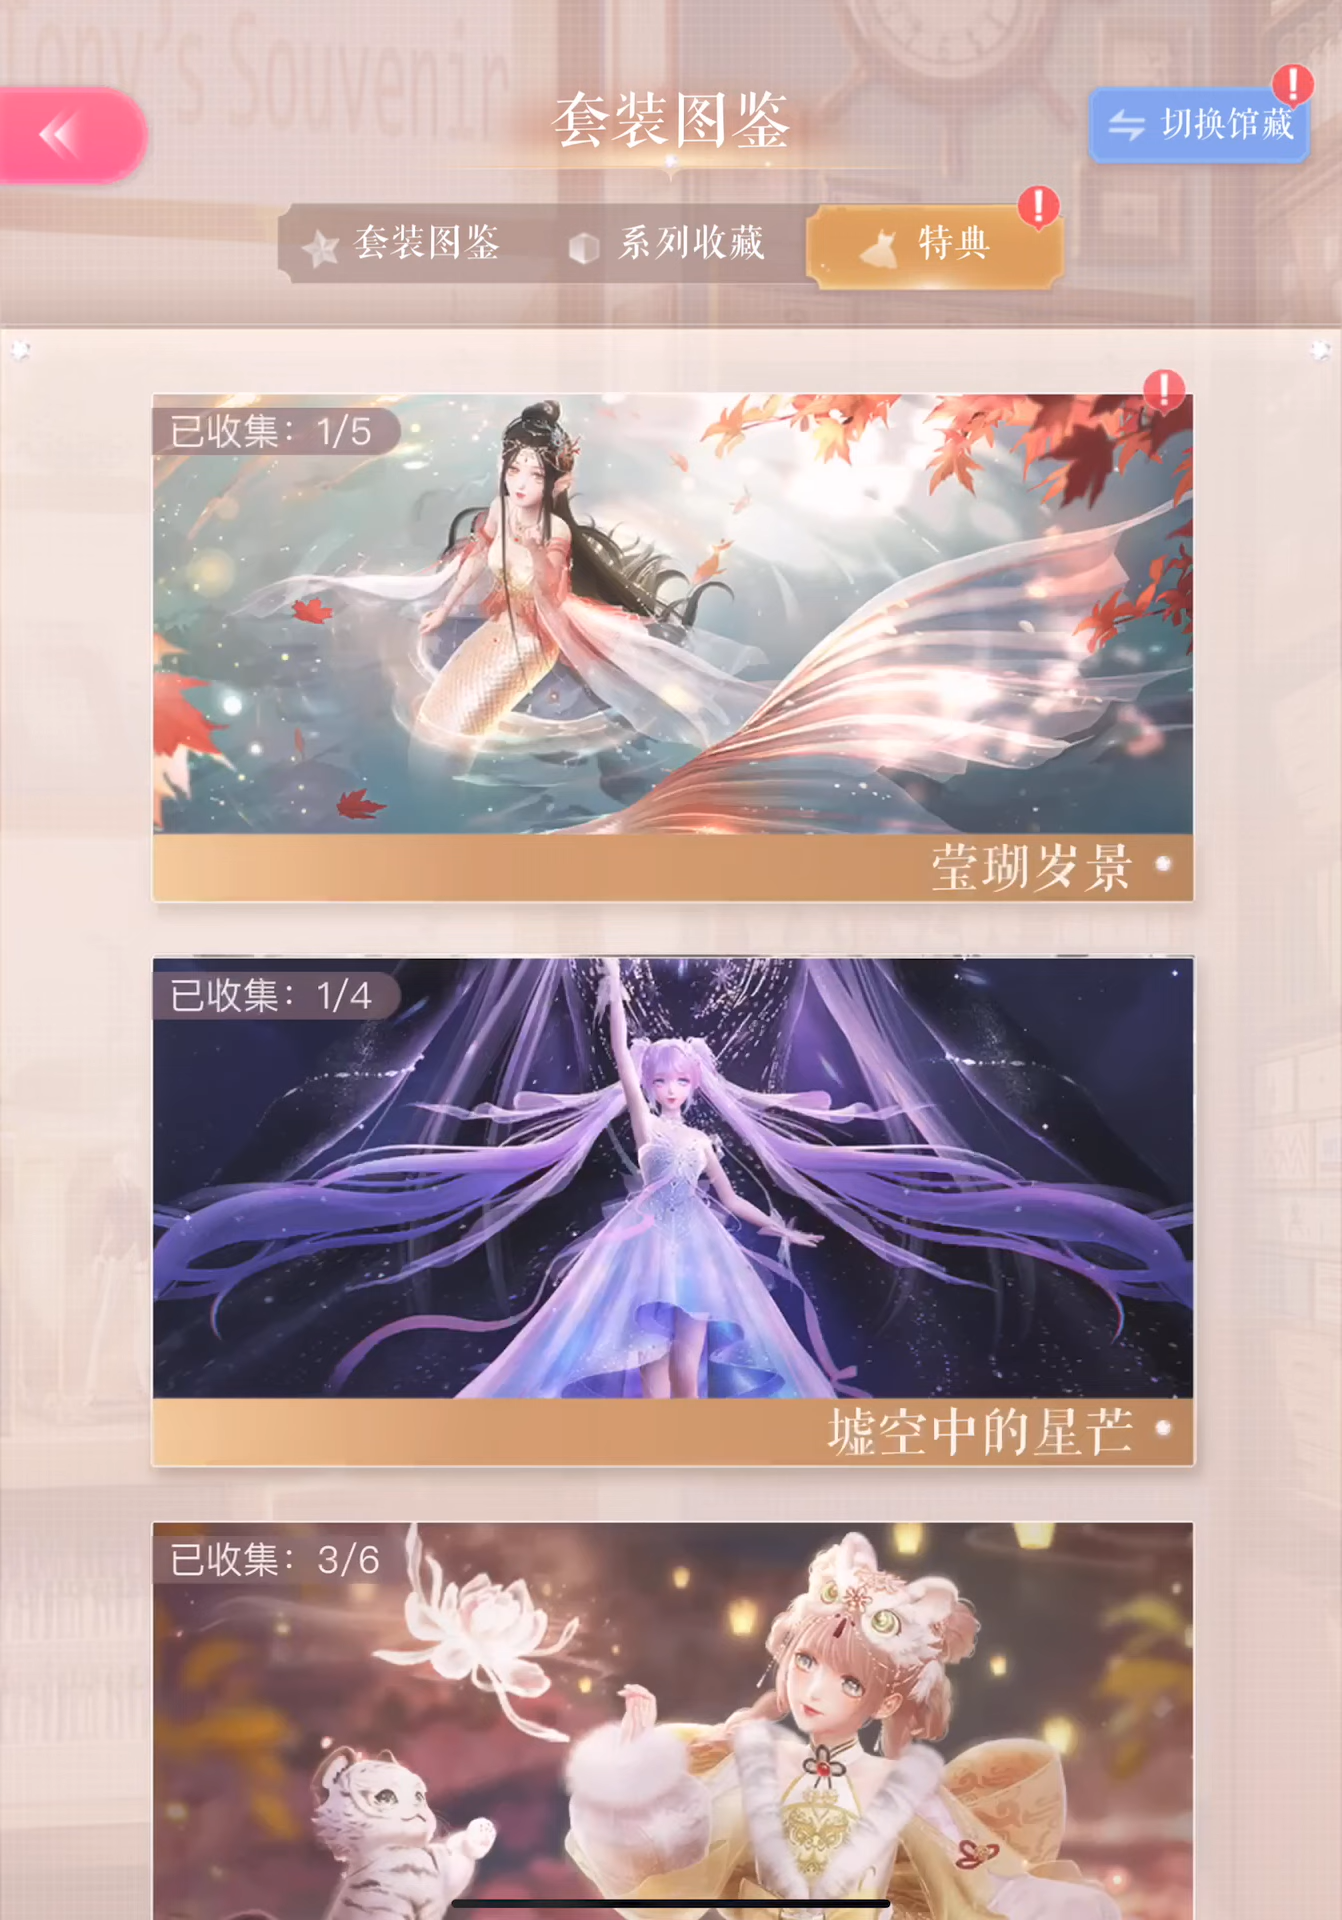 Tony's Souvenir
套装图鉴
切换馆藏
套装图鉴
系列收藏
特典
已收集：1/5
莹瑚岁景
已收集：1/4
墟空中的星芒
已收集：3/6